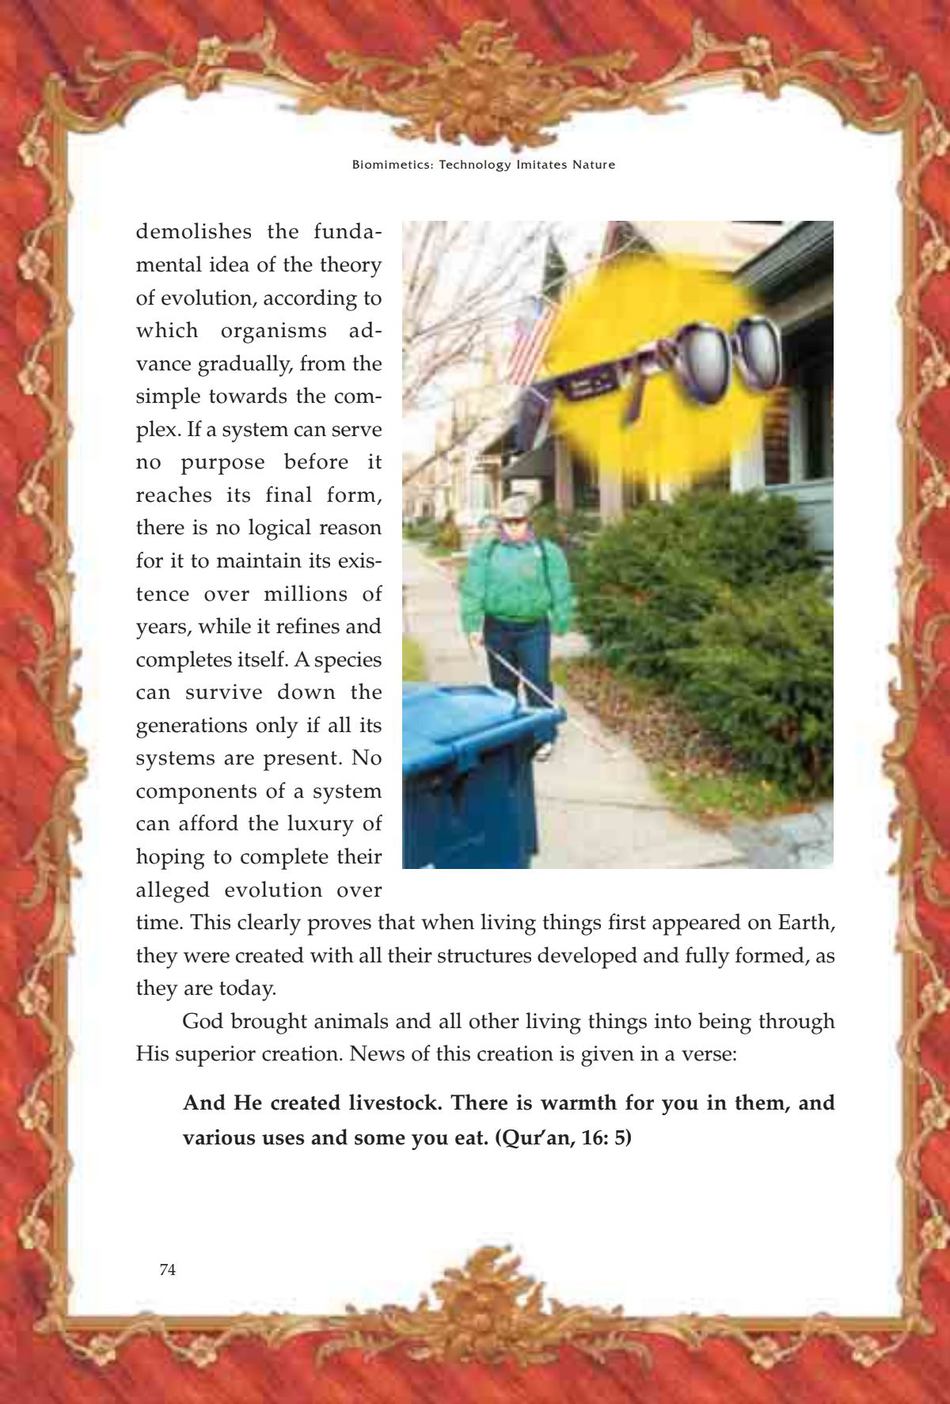 Biomimetics: Technology Imitates Nature
demolishes the funda-
mental idea of the theory
of evolution, according to
which organisms ad-
vance gradually, from the
simple towards the com-
plex. If a system can serve
no purpose before it
reaches its final form,
there is no logical reason
for it to maintain its exis-
tence over millions of
years, while it refines and
completes itself. A species
can survive down the
generations only if all its
systems are present. No
components of a system
can afford the luxury of
hoping to complete their
alleged evolution over
time. This clearly proves that when living things first appeared on Earth,
they were created with all their structures developed and fully formed, as
they are today.
God brought animals and all other living things into being through
His superior creation. News of this creation is given in a verse:
And He created livestock. There is warmth for you in them, and
various uses and some you eat. (Qur’an, 16: 5)
74